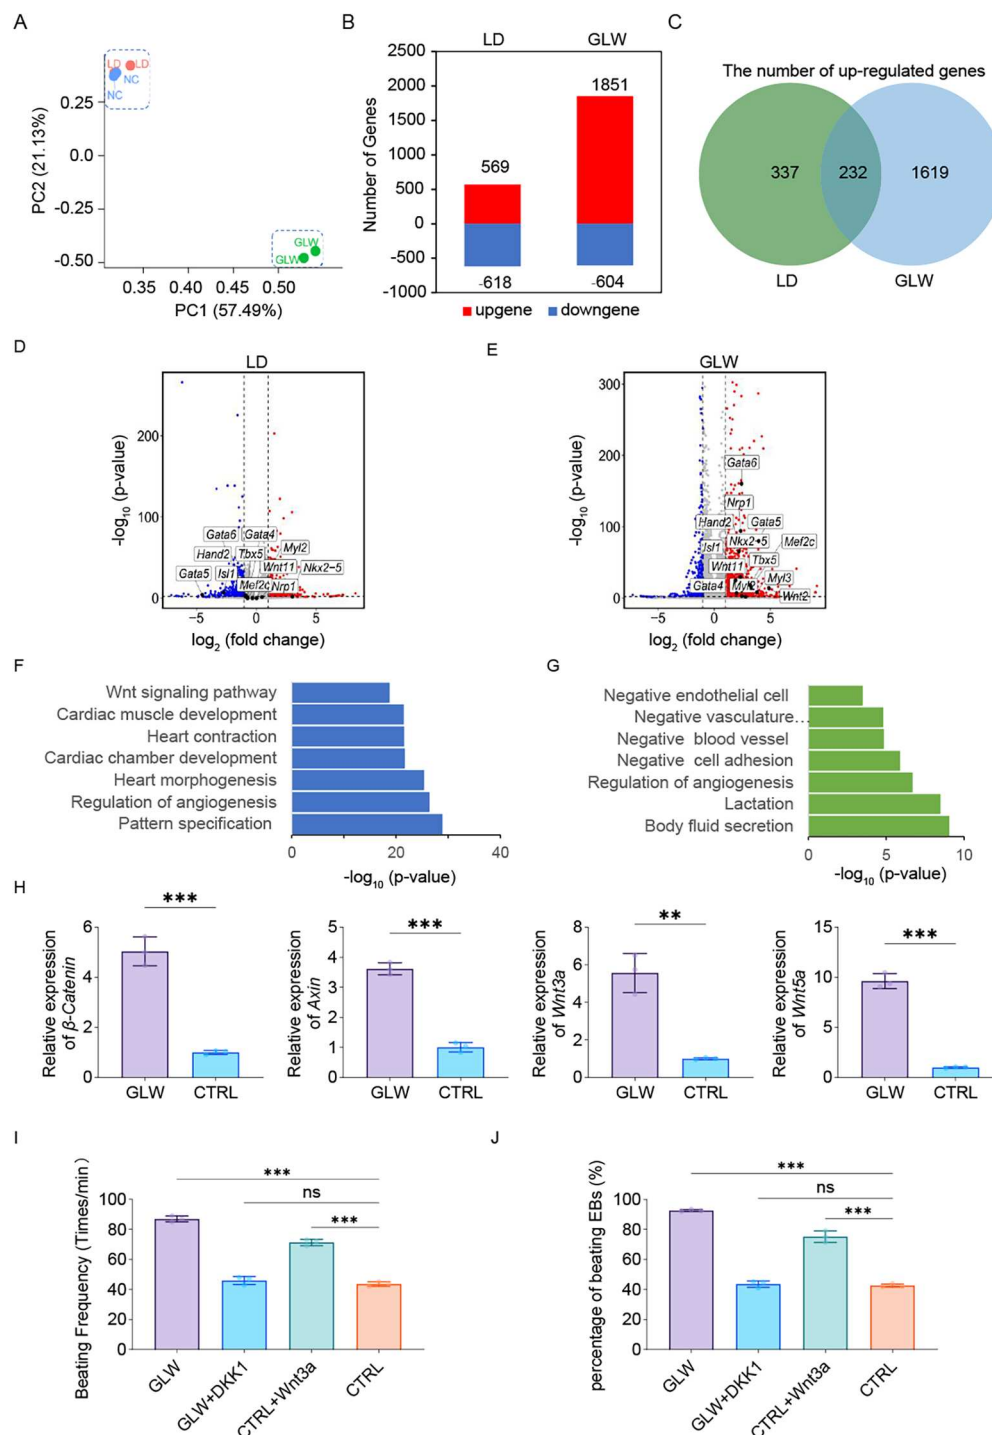 A
LD
LD
NC
NC
GLW
GLW
PC2 (21.13%)
0.25
0.0
-0.25
-0.50
0.35
0.40
0.45
0.50
PC1 (57.49%)
B
LD
GLW
Number of Genes
2500
2000
1500
1000
500
0
-500
-1000
569
1851
-618
-604
upgene
downgene
C
The number of up-regulated genes
337
232
1619
LD
GLW
D
LD
-log10 (p-value)
200
100
0
Gata6
Gata4
Hand2
Tbx5
Myl2
Gata5
Isl1
Wnt11
Nkx2-5
Mef2c
Nrp1
-5
0
5
log2 (fold change)
E
GLW
-log10 (p-value)
300
200
100
0
Gata6
Nrp1
Hand2
Gata5
Isl1
Nkx2-5
Mef2c
Wnt11
Tbx5
Gata4
Myl2
Myl3
Wnt2
-5
0
5
log2 (fold change)
F
Wnt signaling pathway
Cardiac muscle development
Heart contraction
Cardiac chamber development
Heart morphogenesis
Regulation of angiogenesis
Pattern specification
0
20
40
-log10 (p-value)
G
Negative endothelial cell
Negative vasculature…
Negative blood vessel
Negative cell adhesion
Regulation of angiogenesis
Lactation
Body fluid secretion
0
5
10
-log10 (p-value)
H
Relative expression
of β-Catenin
6
4
2
0
***
GLW
CTRL
Relative expression
of Axin
5
4
3
2
1
0
***
GLW
CTRL
Relative expression
of Wnt3a
8
6
4
2
0
**
GLW
CTRL
Relative expression
of Wnt5a
15
10
5
0
***
GLW
CTRL
I
Beating Frequency (Times/min)
100
80
60
40
20
0
***
ns
***
GLW
GLW+DKK1
CTRL+Wnt3a
CTRL
J
percentage of beating EBs (%)
100
80
60
40
20
0
***
ns
***
GLW
GLW+DKK1
CTRL+Wnt3a
CTRL